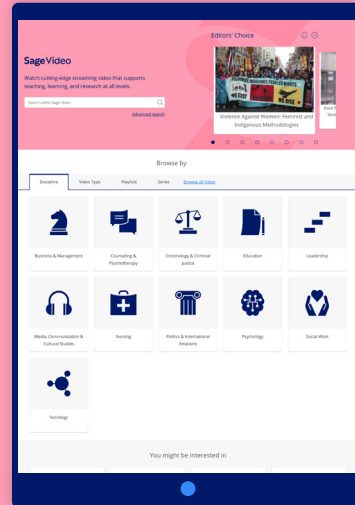 Editors' Choice
SageVideo
Watch cutting-edge streaming video that supports
teaching, learning, and research at all levels.
Search within Sage Video
Advanced search
Violence Against Women: Feminist and
Indigenous Methodologies
Browse by
Discipline
Video Type
Playlists
Series
Browse all Video
Business & Management
Counseling &
Psychotherapy
Criminology & Criminal
Justice
Education
Leadership
Media, Communication &
Cultural Studies
Nursing
Politics & International
Relations
Psychology
Social Work
Sociology
You might be interested in